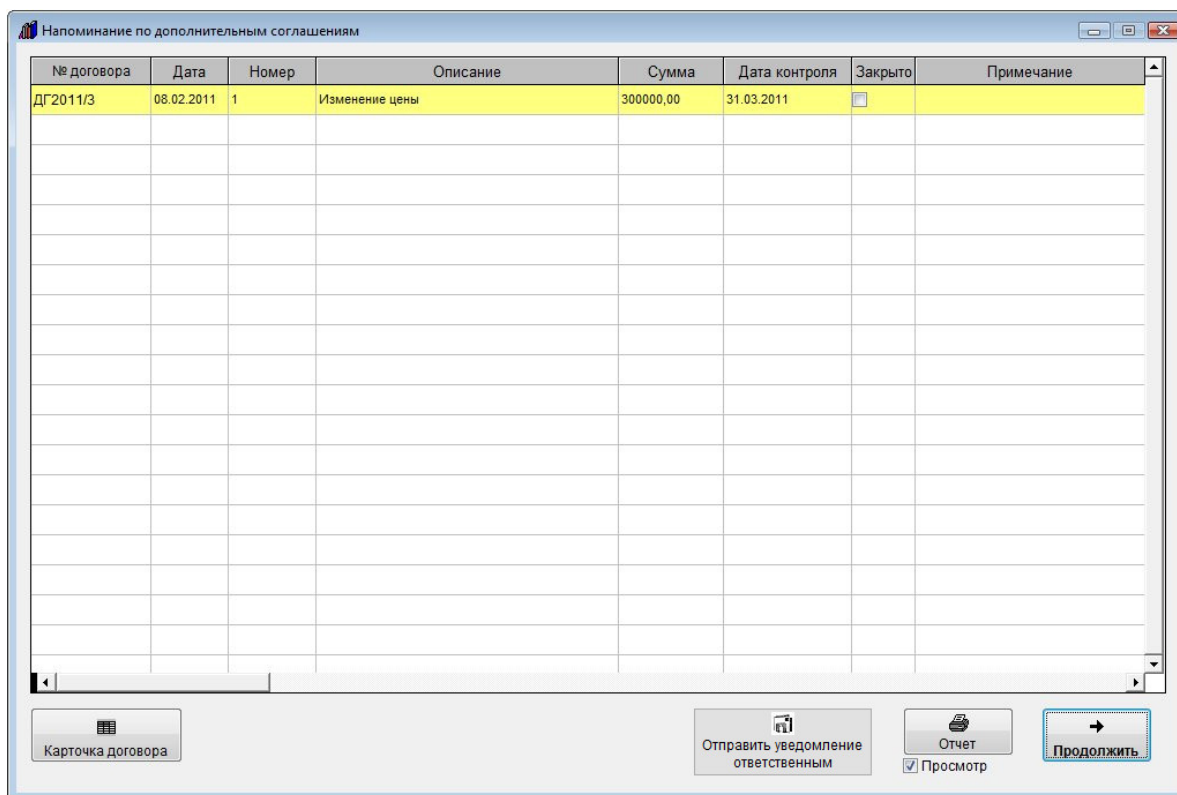 Напоминание по дополнительным соглашениям
№ договора Дата Номер Описание Сумма Дата контроля Закрыто Примечание
ДГ2011/3 08.02.2011 1 Изменение цены 300000,00 31.03.2011
Карточка договора
Отправить уведомление
ответственным
Отчет
Просмотр
Продолжить